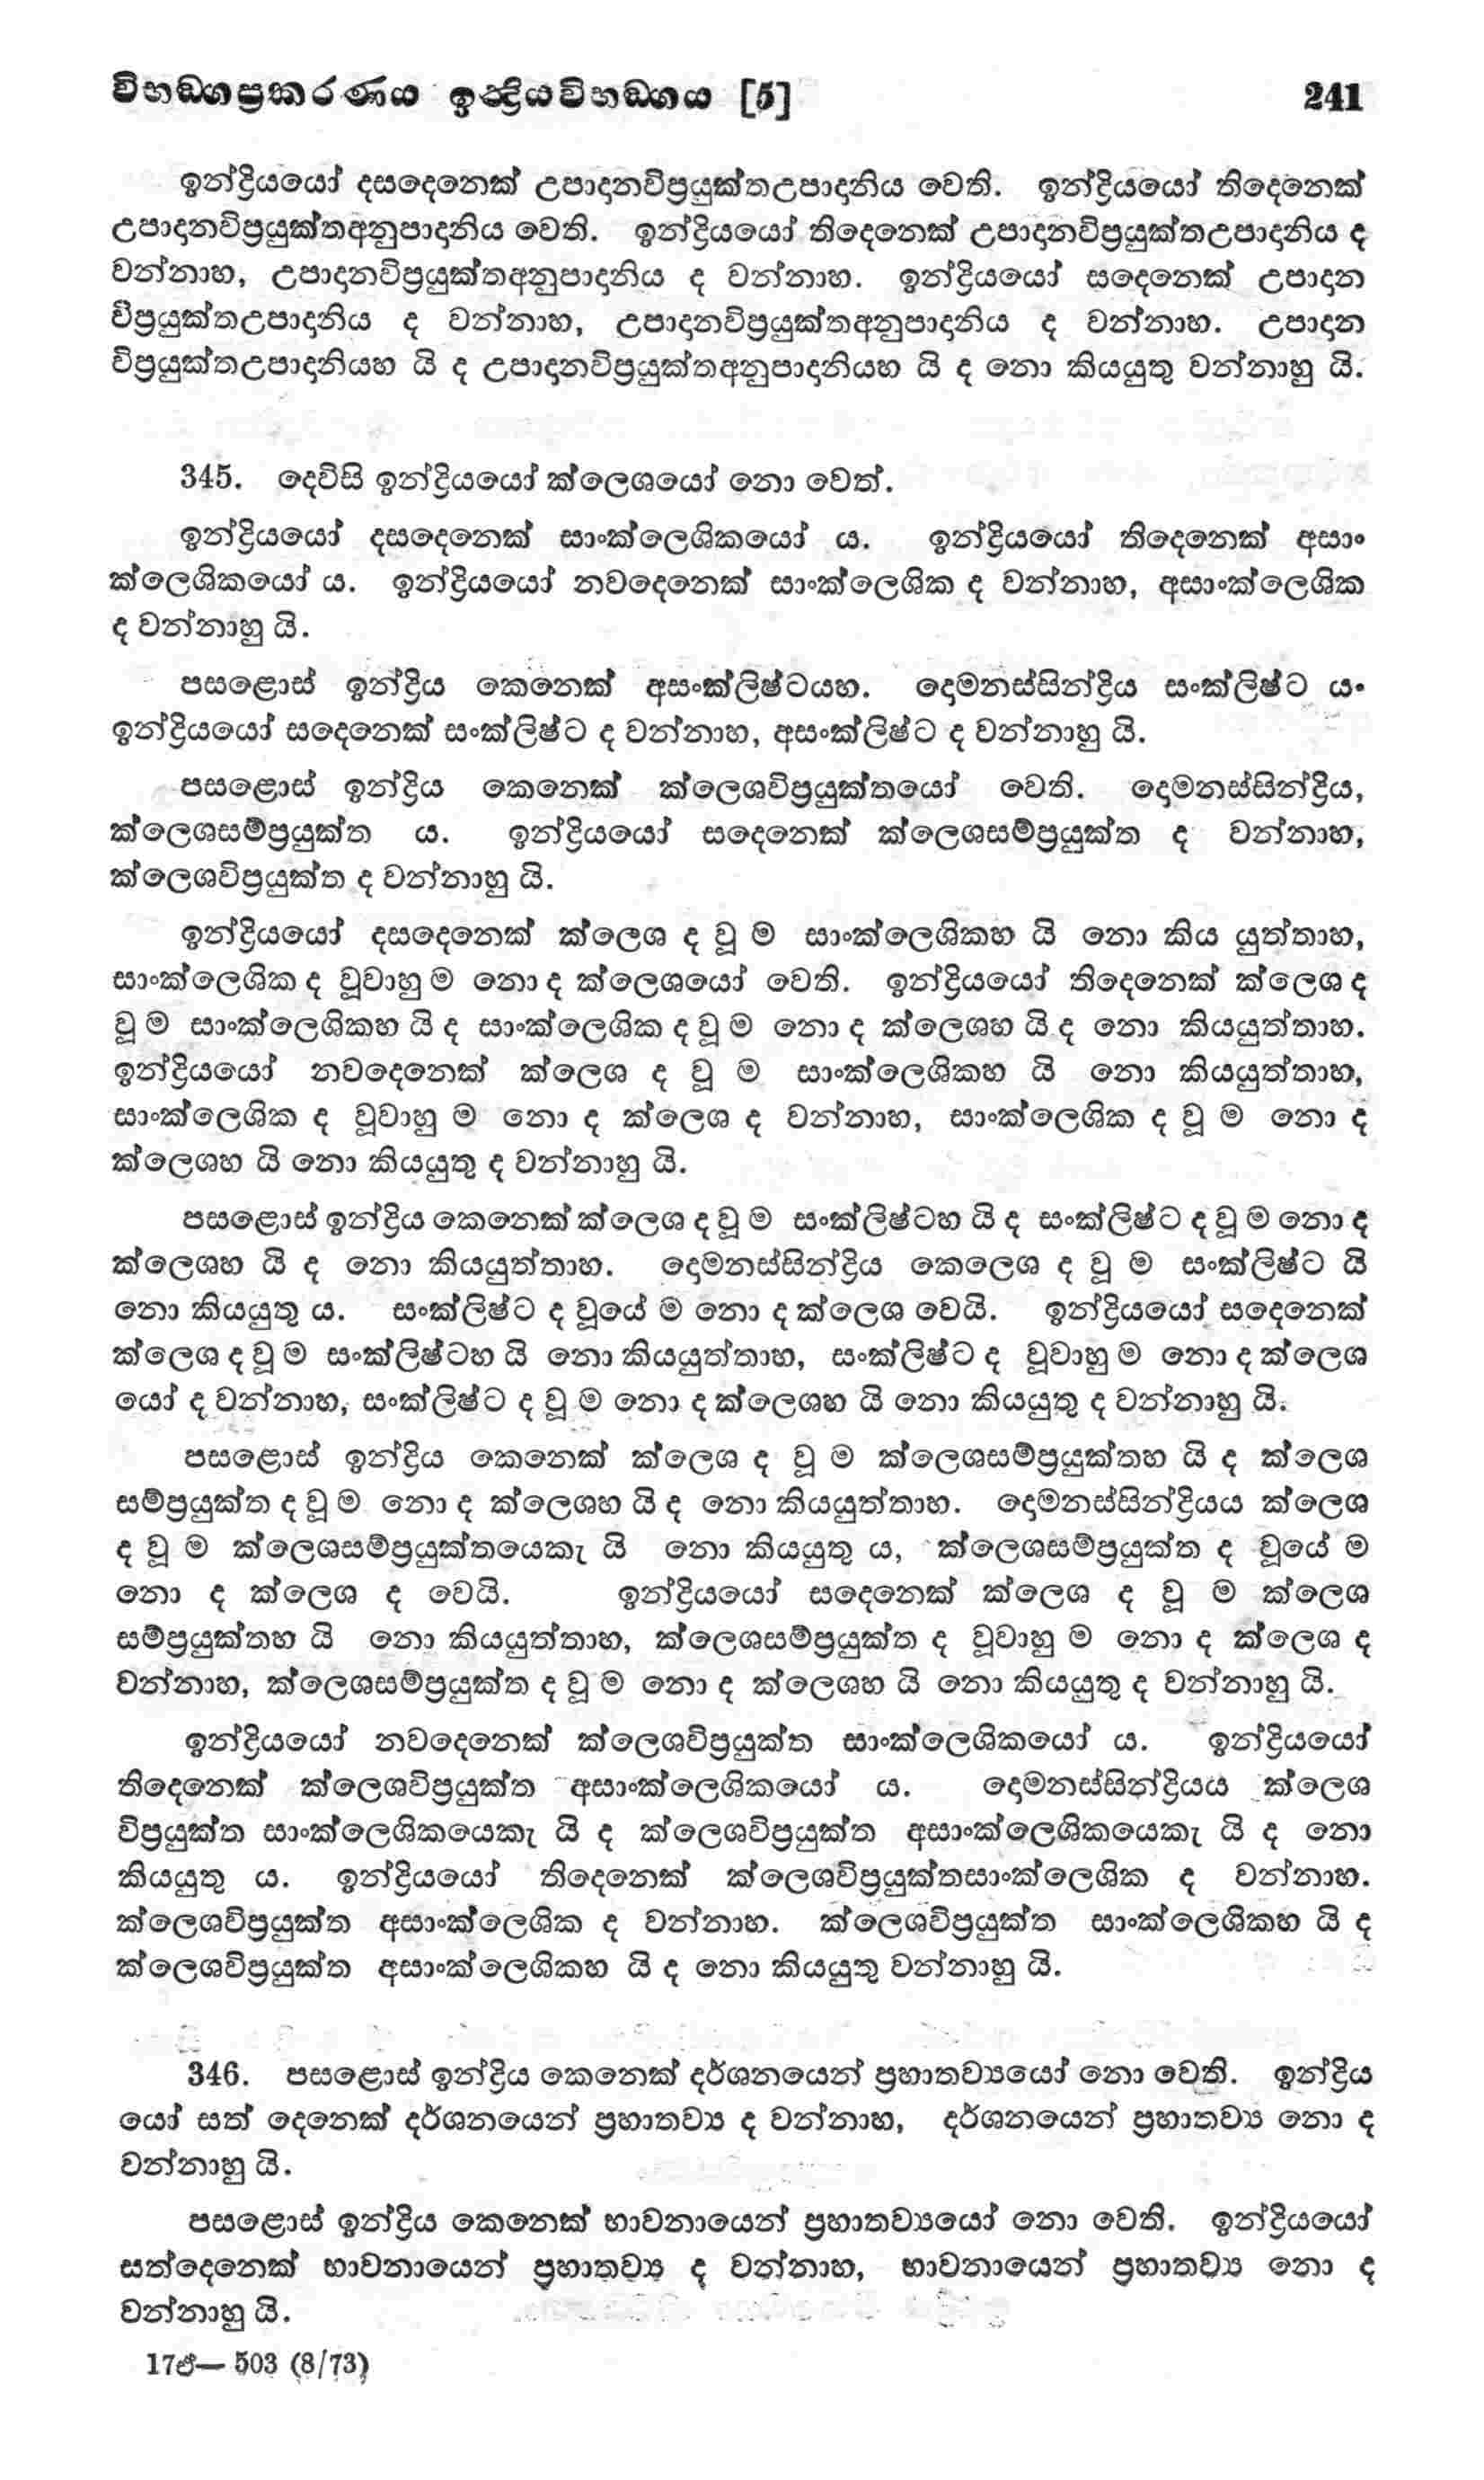 විභඞ්ගප්‍රකරණය ඉන්‍ද්‍රියවිභඞ්ගය [5] 241
ඉන්ද්‍රියයෝ දසදෙනෙක් උපාදානවිප්‍රයුක්තඋපාදානිය වෙති. ඉන්ද්‍රියයෝ තිදෙනෙක්
උපාදානවිප්‍රයුක්තඅනුපාදානිය වෙති. ඉන්ද්‍රියයෝ තිදෙනෙක් උපාදානවිප්‍රයුක්තඋපාදානිය ද
වන්නාහ, උපාදානවිප්‍රයුක්තඅනුපාදානිය ද වන්නාහ. ඉන්ද්‍රියයෝ සදෙනෙක් උපාදාන
විප්‍රයුක්තඋපාදානිය ද වන්නාහ, උපාදානවිප්‍රයුක්තඅනුපාදානිය ද වන්නාහ. උපාදාන
විප්‍රයුක්තඋපාදානියහ යි ද උපාදානවිප්‍රයුක්තඅනුපාදානියහ යි ද නො කියයුතු වන්නාහු යි.
345. දෙවිසි ඉන්ද්‍රියයෝ ක්ලෙශයෝ නො වෙත්.
ඉන්ද්‍රියයෝ දසදෙනෙක් සාංක්ලෙශිකයෝ ය. ඉන්ද්‍රියයෝ තිදෙනෙක් අසාං
ක්ලෙශිකයෝ ය. ඉන්ද්‍රියයෝ නවදෙනෙක් සාංක්ලෙශික ද වන්නාහ, අසාංක්ලෙශික
ද වන්නාහු යි.
පසළොස් ඉන්ද්‍රිය කෙනෙක් අසංක්ලිෂ්ටයහ. දොමනස්සින්ද්‍රිය සංක්ලිෂ්ට ය.
ඉන්ද්‍රියයෝ සදෙනෙක් සංක්ලිෂ්ට ද වන්නාහ, අසංක්ලිෂ්ට ද වන්නාහු යි.
පසළොස් ඉන්ද්‍රිය කෙනෙක් ක්ලෙශවිප්‍රයුක්තයෝ වෙති. දොමනස්සින්ද්‍රිය,
ක්ලෙශසම්ප්‍රයුක්ත ය. ඉන්ද්‍රියයෝ සදෙනෙක් ක්ලෙශසම්ප්‍රයුක්ත ද වන්නාහ,
ක්ලෙශවිප්‍රයුක්ත ද වන්නාහු යි.
ඉන්ද්‍රියයෝ දසදෙනෙක් ක්ලෙශ ද වූ ම සාංක්ලෙශිකහ යි නො කිය යුත්තාහ,
සාංක්ලෙශික ද වූවාහු ම නො ද ක්ලෙශයෝ වෙති. ඉන්ද්‍රියයෝ තිදෙනෙක් ක්ලෙශ ද
වූ ම සාංක්ලෙශිකහ යි ද සාංක්ලෙශික ද වූ ම නො ද ක්ලෙශහ යි ද නො කියයුත්තාහ.
ඉන්ද්‍රියයෝ නවදෙනෙක් ක්ලෙශ ද වූ ම සාංක්ලෙශිකහ යි නො කියයුත්තාහ,
සාංක්ලෙශික ද වූවාහු ම නො ද ක්ලෙශ ද වන්නාහ, සාංක්ලෙශික ද වූ ම නො ද
ක්ලෙශහ යි නො කියයුතු ද වන්නාහු යි.
පසළොස් ඉන්ද්‍රිය කෙනෙක් ක්ලෙශ ද වූ ම සංක්ලිෂ්ටහ යි ද සංක්ලිෂ්ට ද වූ ම නො ද
ක්ලෙශහ යි ද නො කියයුත්තාහ. දොමනස්සින්ද්‍රිය කෙලෙශ ද වූ ම සංක්ලිෂ්ට යි
නො කියයුතු ය. සංක්ලිෂ්ට ද වූයේ ම නො ද ක්ලෙශ වෙයි. ඉන්ද්‍රියයෝ සදෙනෙක්
ක්ලෙශ ද වූ ම සංක්ලිෂ්ටහ යි නො කියයුත්තාහ, සංක්ලිෂ්ට ද වූවාහු ම නො ද ක්ලෙශ
යෝ ද වන්නාහ, සංක්ලිෂ්ට ද වූ ම නො ද ක්ලෙශහ යි නො කියයුතු ද වන්නාහු යි.
පසළොස් ඉන්ද්‍රිය කෙනෙක් ක්ලෙශ ද වූ ම ක්ලෙශසම්ප්‍රයුක්තහ යි ද ක්ලෙශ
සම්ප්‍රයුක්ත ද වූ ම නො ද ක්ලෙශහ යි ද නො කියයුත්තාහ. දොමනස්සින්ද්‍රියය ක්ලෙශ
ද වූ ම ක්ලෙශසම්ප්‍රයුක්තයෙකැ යි නො කියයුතු ය, ක්ලෙශසම්ප්‍රයුක්ත ද වූයේ ම
නො ද ක්ලෙශ ද වෙයි. ඉන්ද්‍රියයෝ සදෙනෙක් ක්ලෙශ ද වූ ම ක්ලෙශ
සම්ප්‍රයුක්තහ යි නො කියයුත්තාහ, ක්ලෙශසම්ප්‍රයුක්ත ද වූවාහු ම නො ද ක්ලෙශ ද
වන්නාහ, ක්ලෙශසම්ප්‍රයුක්ත ද වූ ම නො ද ක්ලෙශහ යි නො කියයුතු ද වන්නාහු යි.
ඉන්ද්‍රියයෝ නවදෙනෙක් ක්ලෙශවිප්‍රයුක්ත සාංක්ලෙශිකයෝ ය. ඉන්ද්‍රියයෝ
තිදෙනෙක් ක්ලෙශවිප්‍රයුක්ත අසාංක්ලෙශිකයෝ ය. දොමනස්සින්ද්‍රියය ක්ලෙශ
විප්‍රයුක්ත සාංක්ලෙශිකයෙකැ යි ද ක්ලෙශවිප්‍රයුක්ත අසාංක්ලෙශිකයෙකැ යි ද නො
කියයුතු ය. ඉන්ද්‍රියයෝ තිදෙනෙක් ක්ලෙශවිප්‍රයුක්තසාංක්ලෙශික ද වන්නාහ.
ක්ලෙශවිප්‍රයුක්ත අසාංක්ලෙශික ද වන්නාහ. ක්ලෙශවිප්‍රයුක්ත සාංක්ලෙශිකහ යි ද
ක්ලෙශවිප්‍රයුක්ත අසාංක්ලෙශිකහ යි ද නො කියයුතු වන්නාහු යි.
346. පසළොස් ඉන්ද්‍රිය කෙනෙක් දර්ශනයෙන් ප්‍රහාතව්‍යයෝ නො වෙති. ඉන්ද්‍රිය
යෝ සත් දෙනෙක් දර්ශනයෙන් ප්‍රහාතව්‍ය ද වන්නාහ, දර්ශනයෙන් ප්‍රහාතව්‍ය නො ද
වන්නාහු යි.
පසළොස් ඉන්ද්‍රිය කෙනෙක් භාවනායෙන් ප්‍රහාතව්‍යයෝ නො වෙති. ඉන්ද්‍රියයෝ
සත්දෙනෙක් භාවනායෙන් ප්‍රහාතව්‍ය ද වන්නාහ, භාවනායෙන් ප්‍රහාතව්‍ය නො ද
වන්නාහු යි.
17ඒ— 503 (8/73)